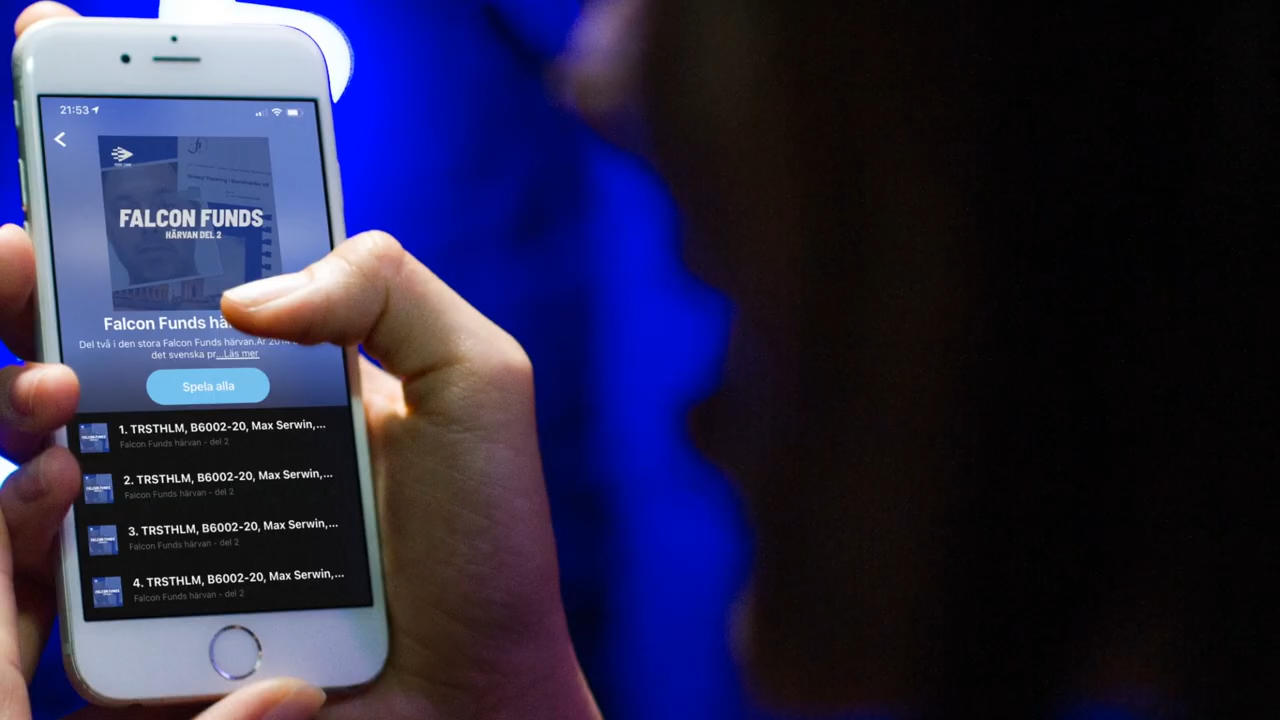 21:53
FALCON FUNDS
HÄRVAN DEL 2
Falcon Funds hä
Del två i den stora Falcon Funds härvan.År
det svenska pr...Läs mer
Spela alla
1. TRSTHLM, B6002-20, Max Serwin,...
Falcon Funds härvan - del 2
2. TRSTHLM, B6002-20, Max Serwin,...
Falcon Funds härvan - del 2
3. TRSTHLM, B6002-20, Max Serwin,...
Falcon Funds härvan - del 2
4. TRSTHLM, B6002-20, Max Serwin,...
Falcon Funds härvan - del 2